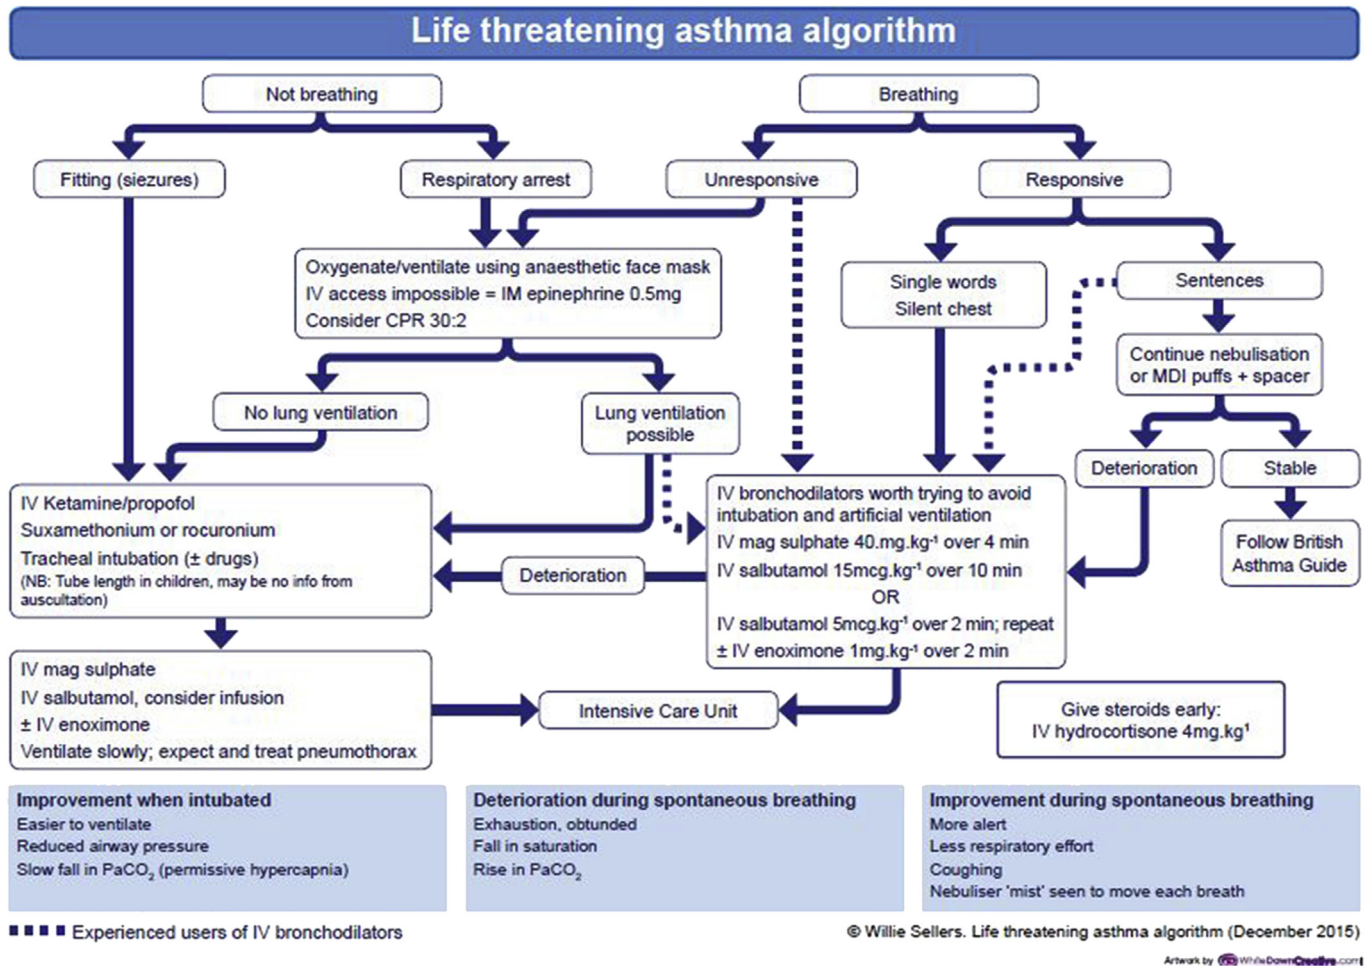 Life threatening asthma algorithm
Not breathing
Breathing
Fitting (siezures)
Respiratory arrest
Unresponsive
Responsive
Oxygenate/ventilate using anaesthetic face mask
IV access impossible = IM epinephrine 0.5mg
Consider CPR 30:2
Single words
Silent chest
Sentences
Continue nebulisation
or MDI puffs + spacer
No lung ventilation
Lung ventilation
possible
Deterioration
Stable
IV Ketamine/propofol
Suxamethonium or rocuronium
Tracheal intubation (± drugs)
(NB: Tube length in children, may be no info from
auscultation)
Deterioration
IV bronchodilators worth trying to avoid
intubation and artificial ventilation
IV mag sulphate 40.mg.kg⁻¹ over 4 min
IV salbutamol 15mcg.kg⁻¹ over 10 min
OR
IV salbutamol 5mcg.kg⁻¹ over 2 min; repeat
± IV enoximone 1mg.kg⁻¹ over 2 min
Follow British
Asthma Guide
IV mag sulphate
IV salbutamol, consider infusion
± IV enoximone
Ventilate slowly; expect and treat pneumothorax
Intensive Care Unit
Give steroids early:
IV hydrocortisone 4mg.kg¹
Improvement when intubated
Easier to ventilate
Reduced airway pressure
Slow fall in PaCO₂ (permissive hypercapnia)
Deterioration during spontaneous breathing
Exhaustion, obtunded
Fall in saturation
Rise in PaCO₂
Improvement during spontaneous breathing
More alert
Less respiratory effort
Coughing
Nebuliser 'mist' seen to move each breath
Experienced users of IV bronchodilators
© Willie Sellers. Life threatening asthma algorithm (December 2015)
Artwork by WhiteDownCreative.com